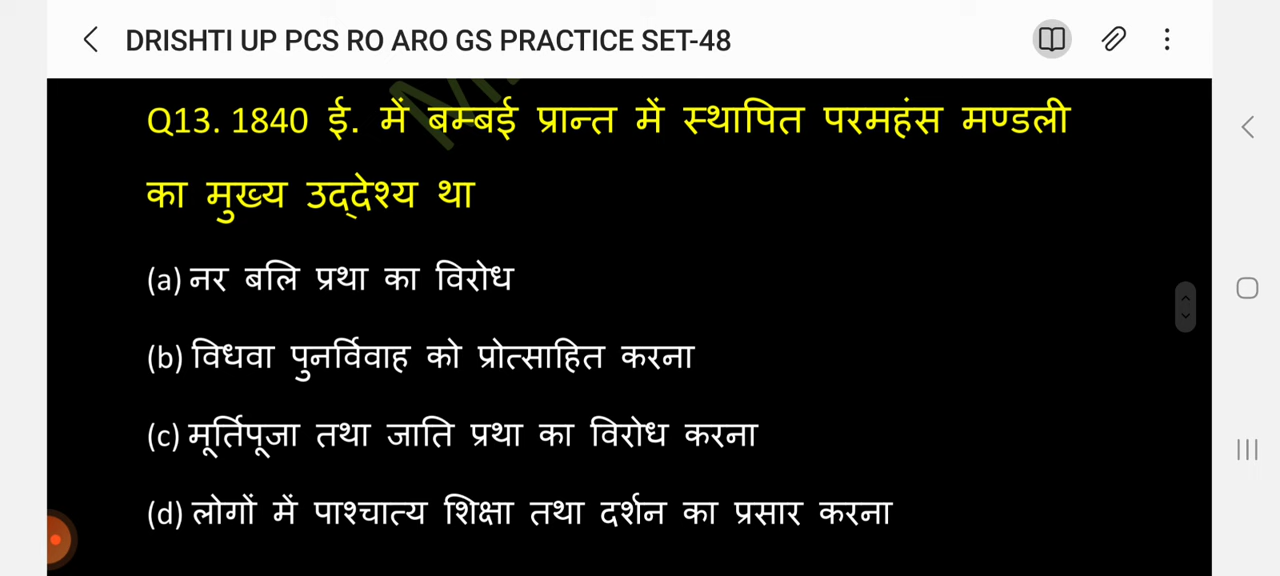 DRISHTI UP PCS RO ARO GS PRACTICE SET-48
Q13. 1840 ई. में बम्बई प्रान्त में स्थापित परमहंस मण्डली
का मुख्य उद्देश्य था
(a) नर बलि प्रथा का विरोध
(b) विधवा पुनर्विवाह को प्रोत्साहित करना
(c) मूर्तिपूजा तथा जाति प्रथा का विरोध करना
(d) लोगों में पाश्चात्य शिक्षा तथा दर्शन का प्रसार करना